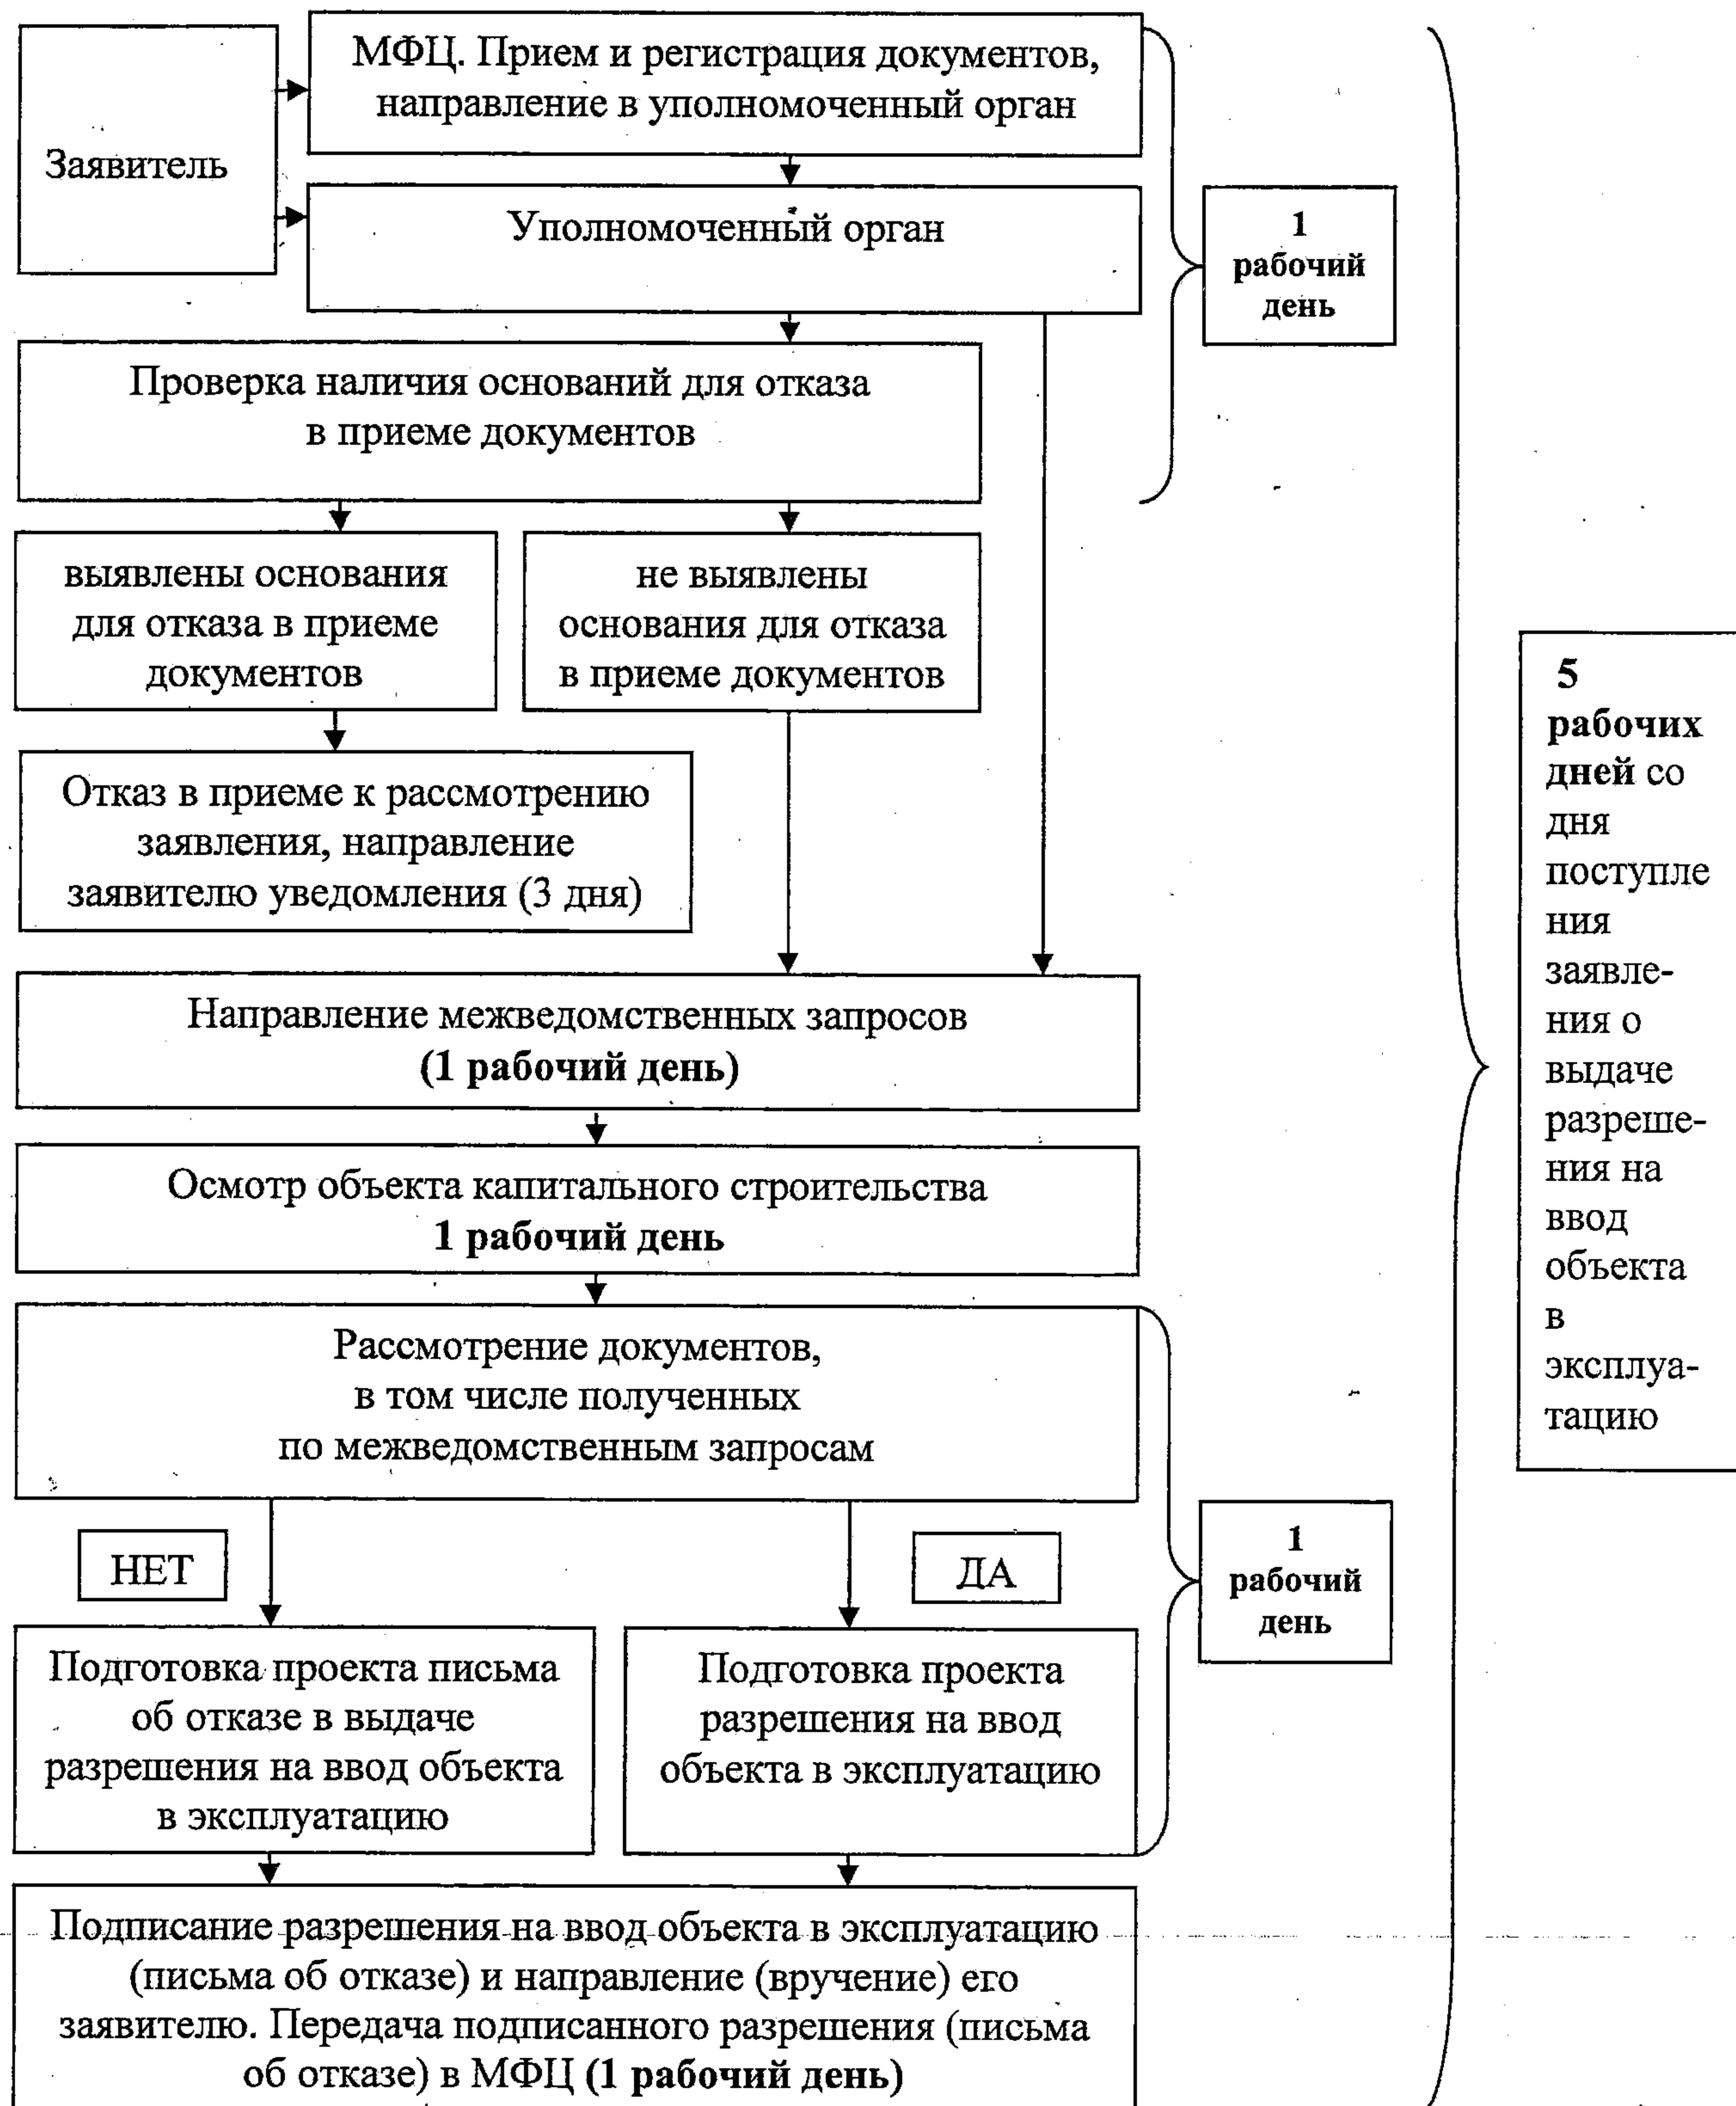 МФЦ. Прием и регистрация документов,
направление в уполномоченный орган
Заявитель
Уполномоченный орган
1
рабочий
день
Проверка наличия оснований для отказа
в приеме документов
выявлены основания
для отказа в приеме
документов
не выявлены
основания для отказа
в приеме документов
Отказ в приеме к рассмотрению
заявления, направление
заявителю уведомления (3 дня)
5
рабочих
дней со
дня
поступле
ния
заявле-
ния о
выдаче
разреше-
ния на
ввод
объекта
в
эксплуа-
тацию
Направление межведомственных запросов
(1 рабочий день)
Осмотр объекта капитального строительства
1 рабочий день
Рассмотрение документов,
в том числе полученных
по межведомственным запросам
НЕТ
ДА
1
рабочий
день
Подготовка проекта письма
об отказе в выдаче
разрешения на ввод объекта
в эксплуатацию
Подготовка проекта
разрешения на ввод
объекта в эксплуатацию
Подписание разрешения на ввод объекта в эксплуатацию
(письма об отказе) и направление (вручение) его
заявителю. Передача подписанного разрешения (письма
об отказе) в МФЦ (1 рабочий день)